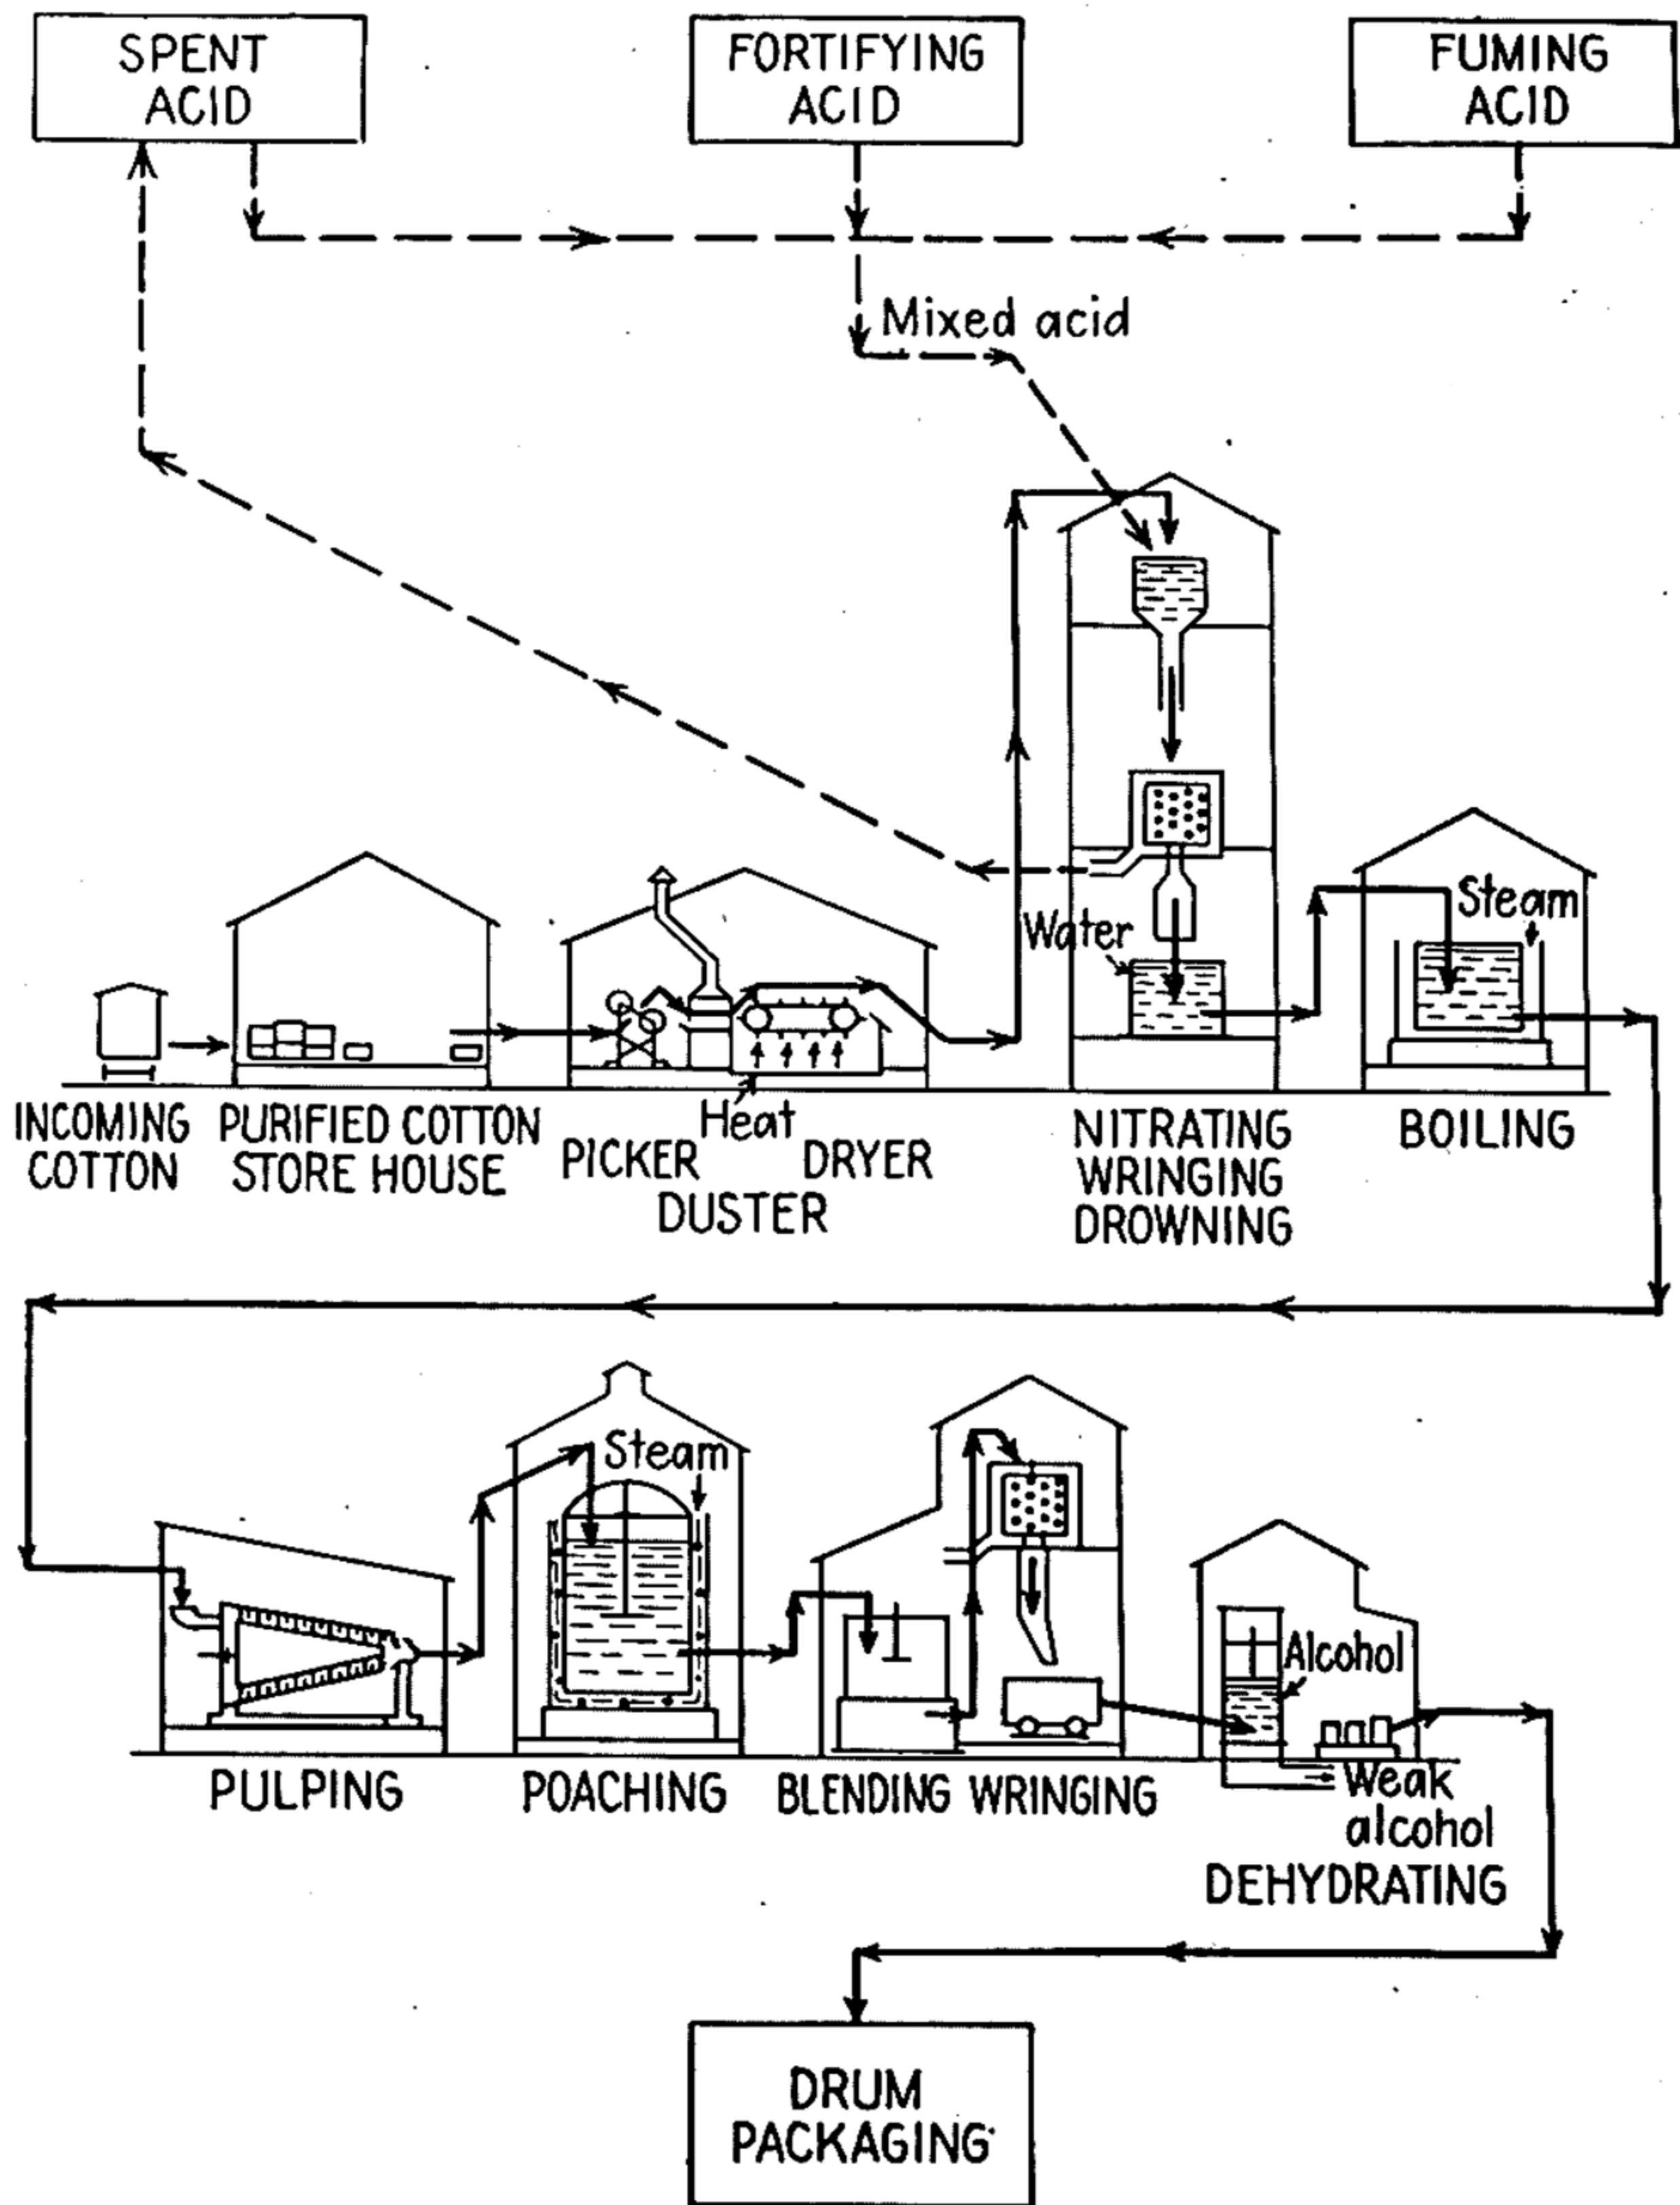 SPENT
ACID
FORTIFYING
ACID
FUMING
ACID
Mixed acid
Water
Steam
Heat
INCOMING
COTTON
PURIFIED COTTON
STORE HOUSE
PICKER
DRYER
DUSTER
NITRATING
WRINGING
DROWNING
BOILING
Steam
Alcohol
PULPING
POACHING
BLENDING
WRINGING
Weak
alcohol
DEHYDRATING
DRUM
PACKAGING